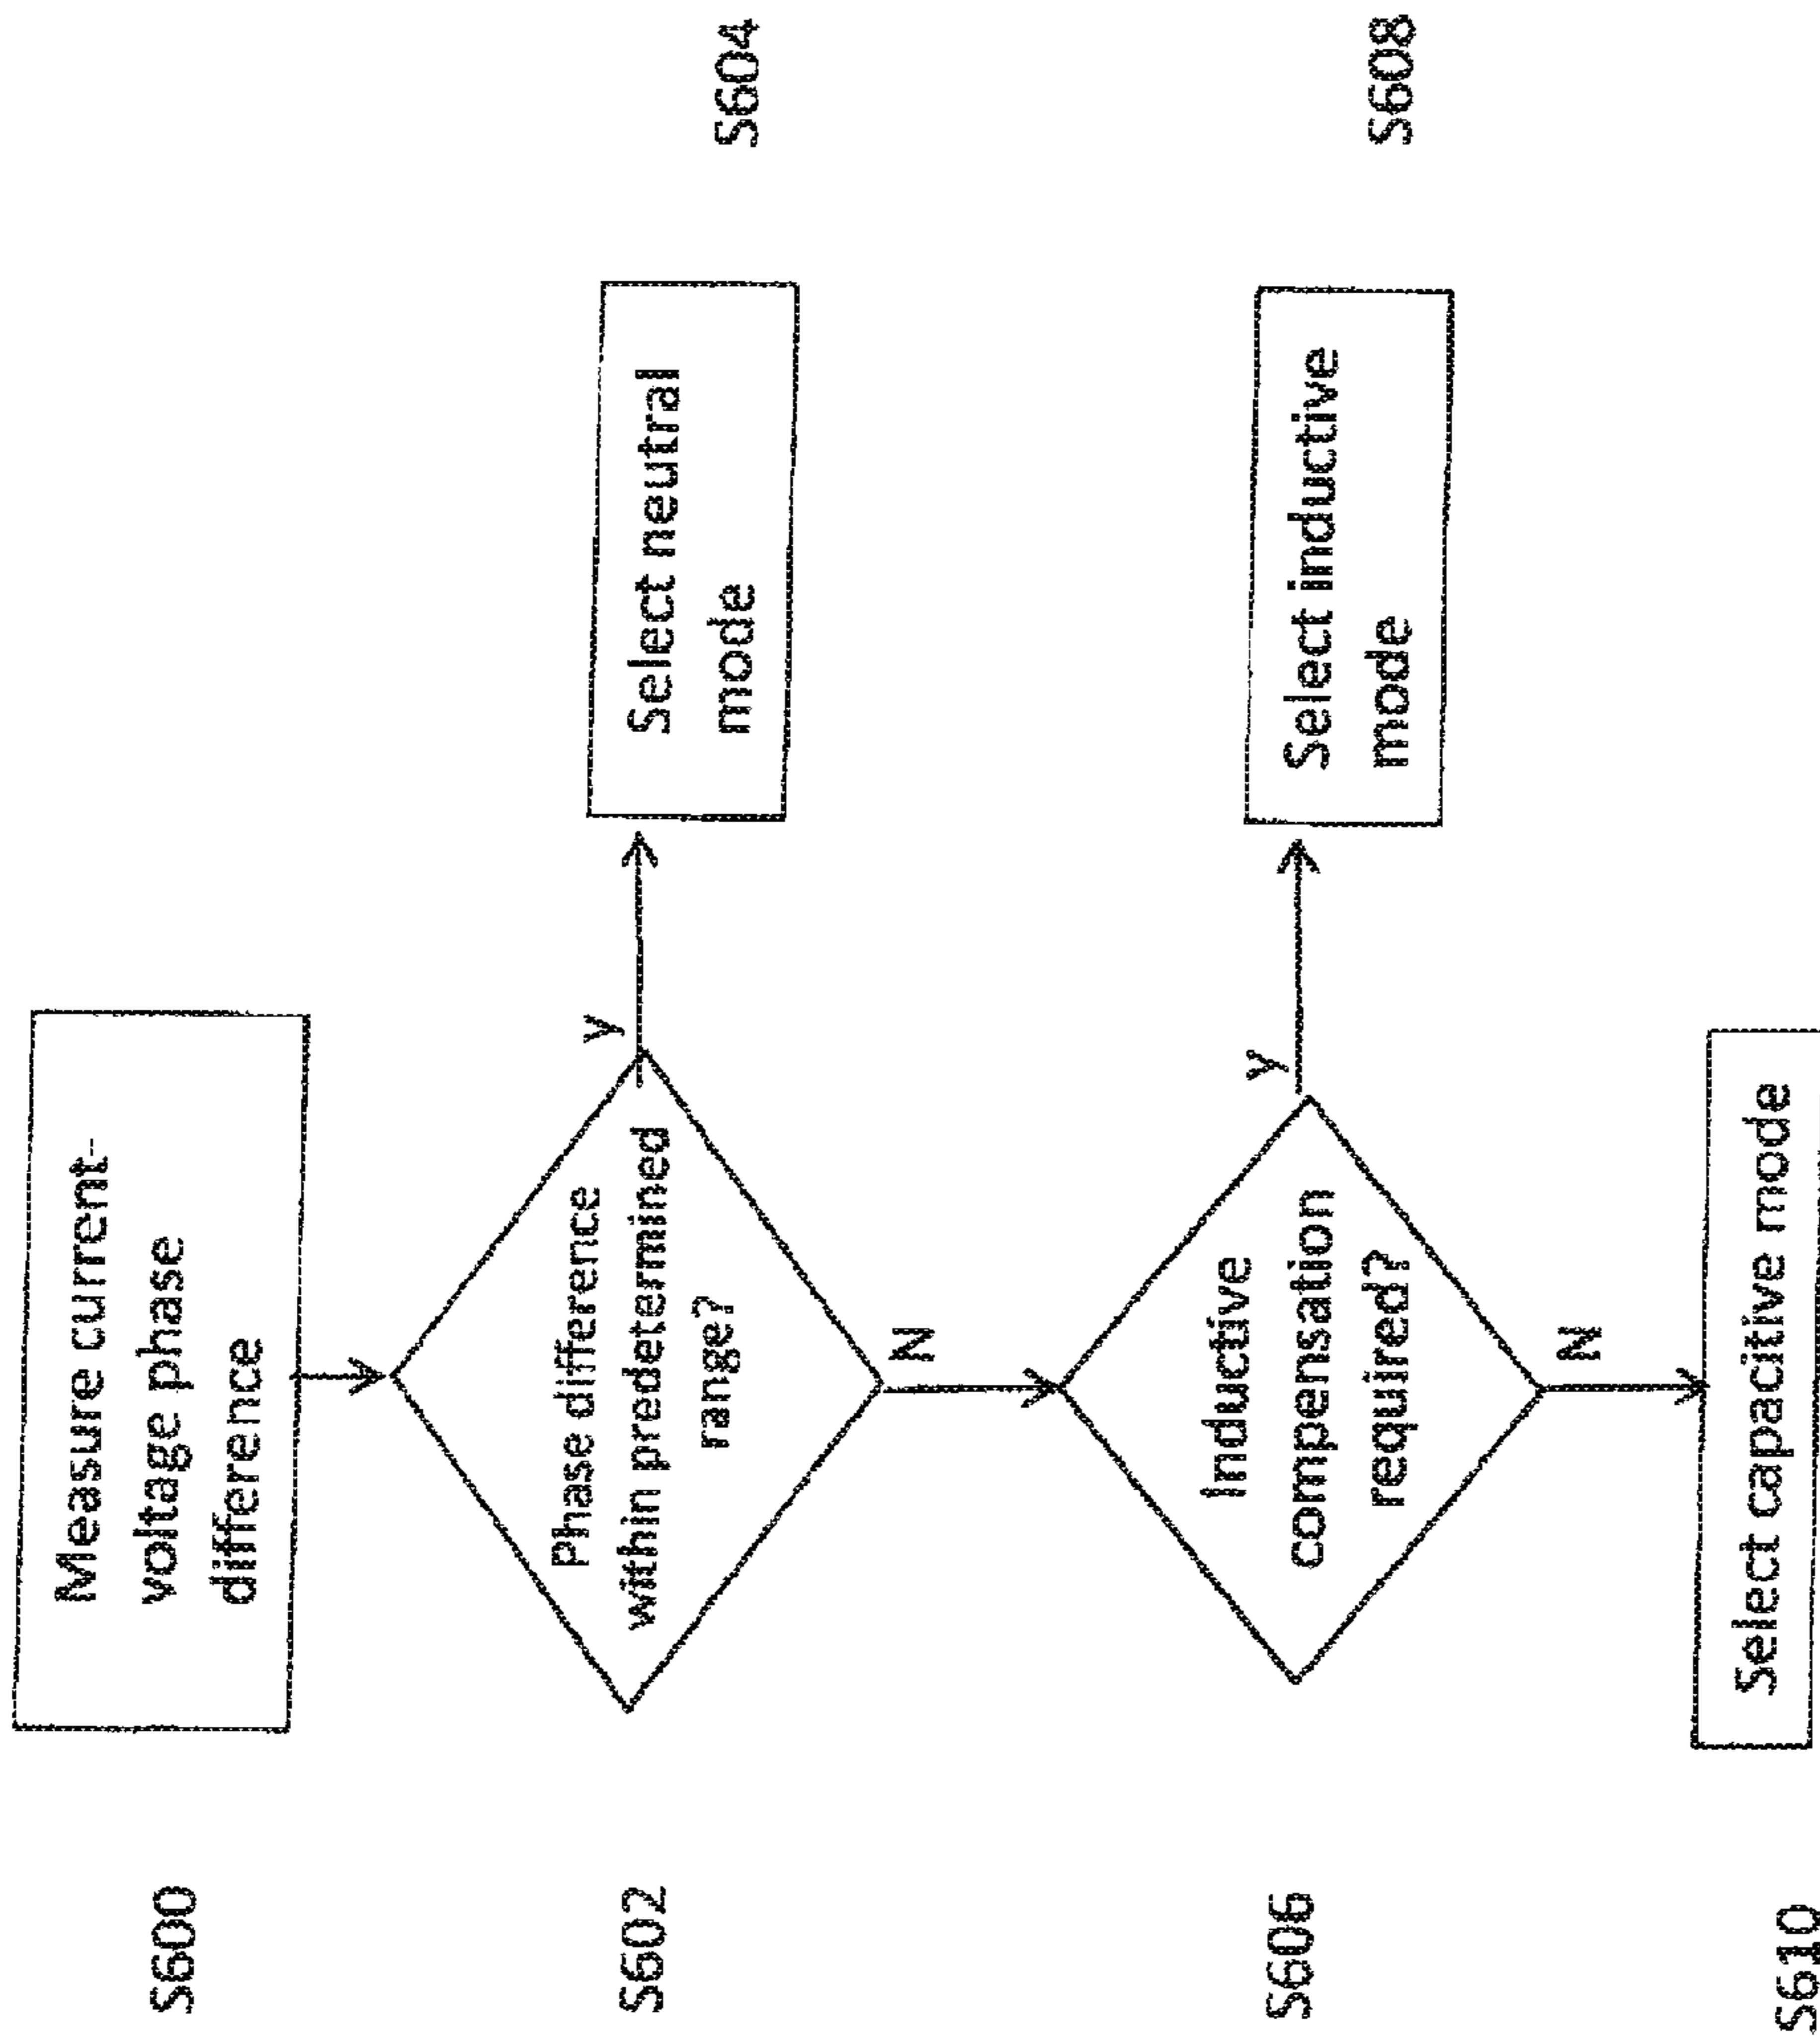 S600
Measure current-
voltage phase
difference
S602
Phase difference
within predetermined
range?
y
Select neutral
mode
S604
N
S606
Inductive
compensation
required?
y
Select inductive
mode
S608
N
S610
Select capacitive mode